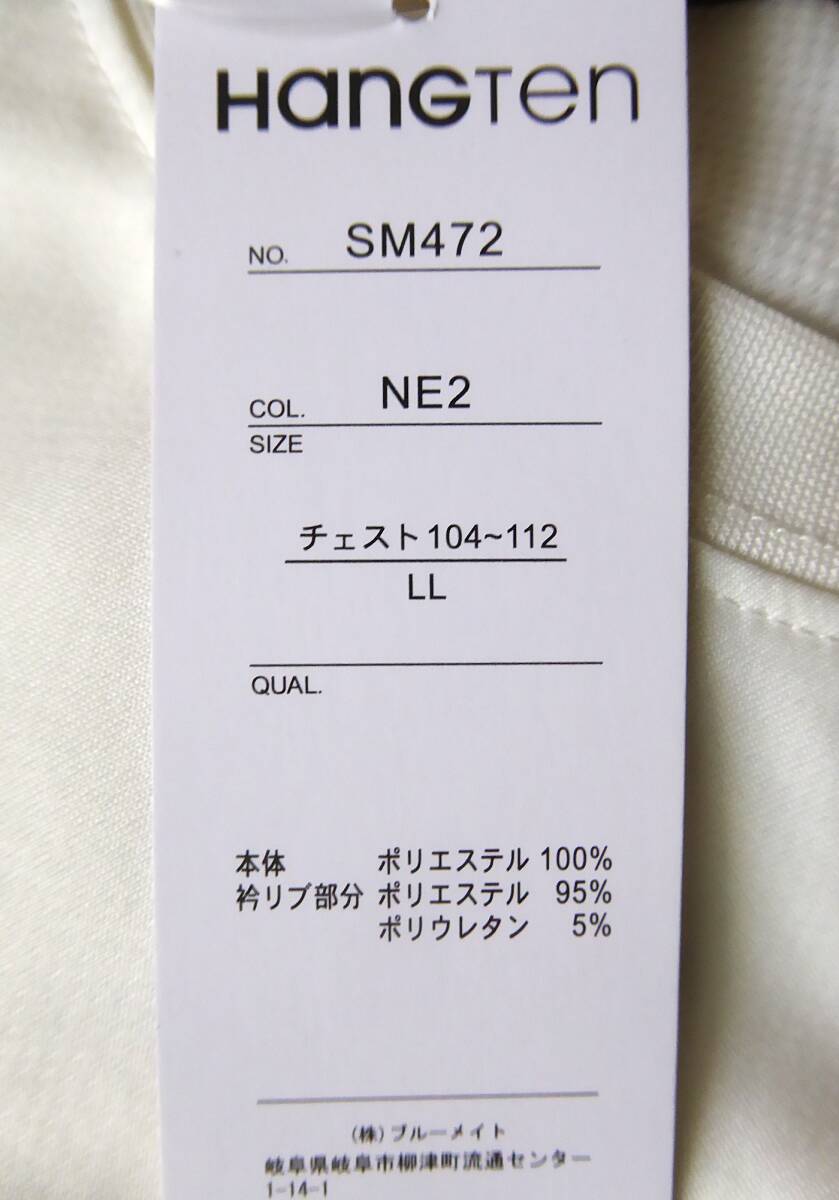 HANGTEN
NO. SM472
COL. NE2
SIZE
チェスト104~112
LL
QUAL.
本体 ポリエステル 100%
衿リブ部分 ポリエステル 95%
ポリウレタン 5%
(株)ブルーメイト
岐阜県岐阜市柳津町流通センター
1-14-1